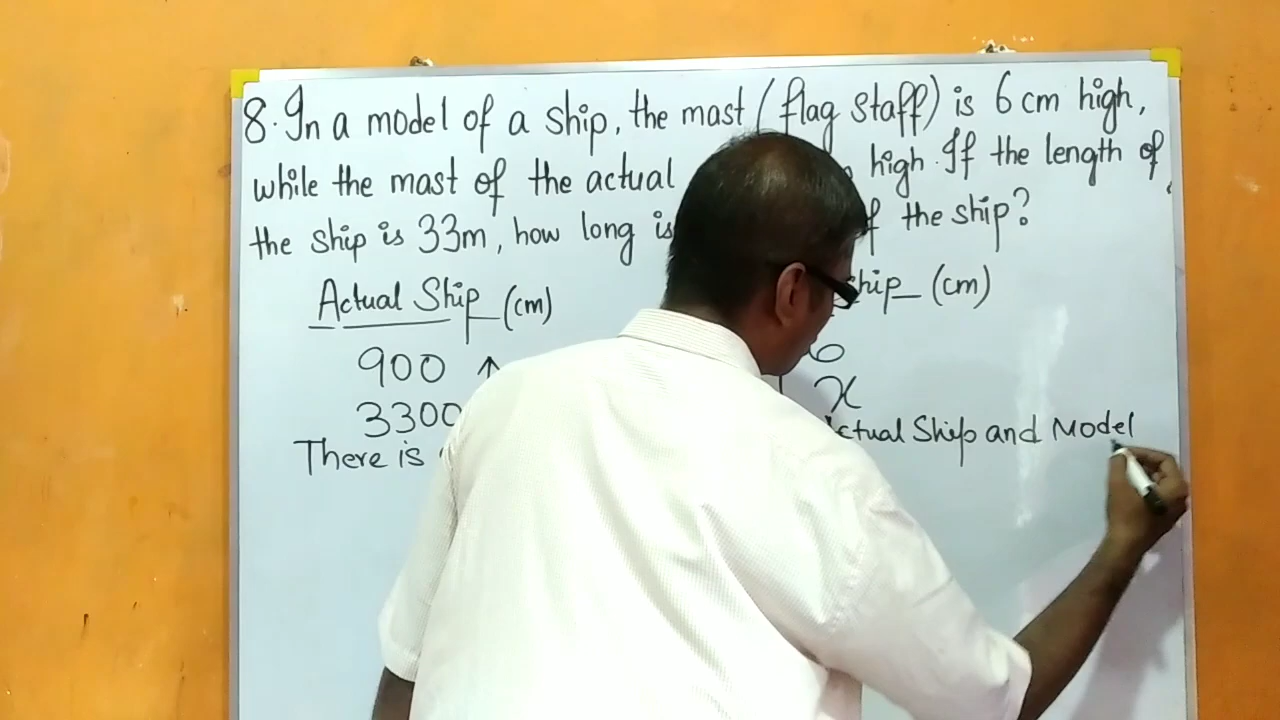 8. In a model of a ship, the mast (flag staff) is 6 cm high,
while the mast of the actual high. If the length of
the ship is 33m, how long is the ship?
Actual Ship (cm) ship (cm)
900 ↑ 6
3300 x
There is Actual Ship and Model